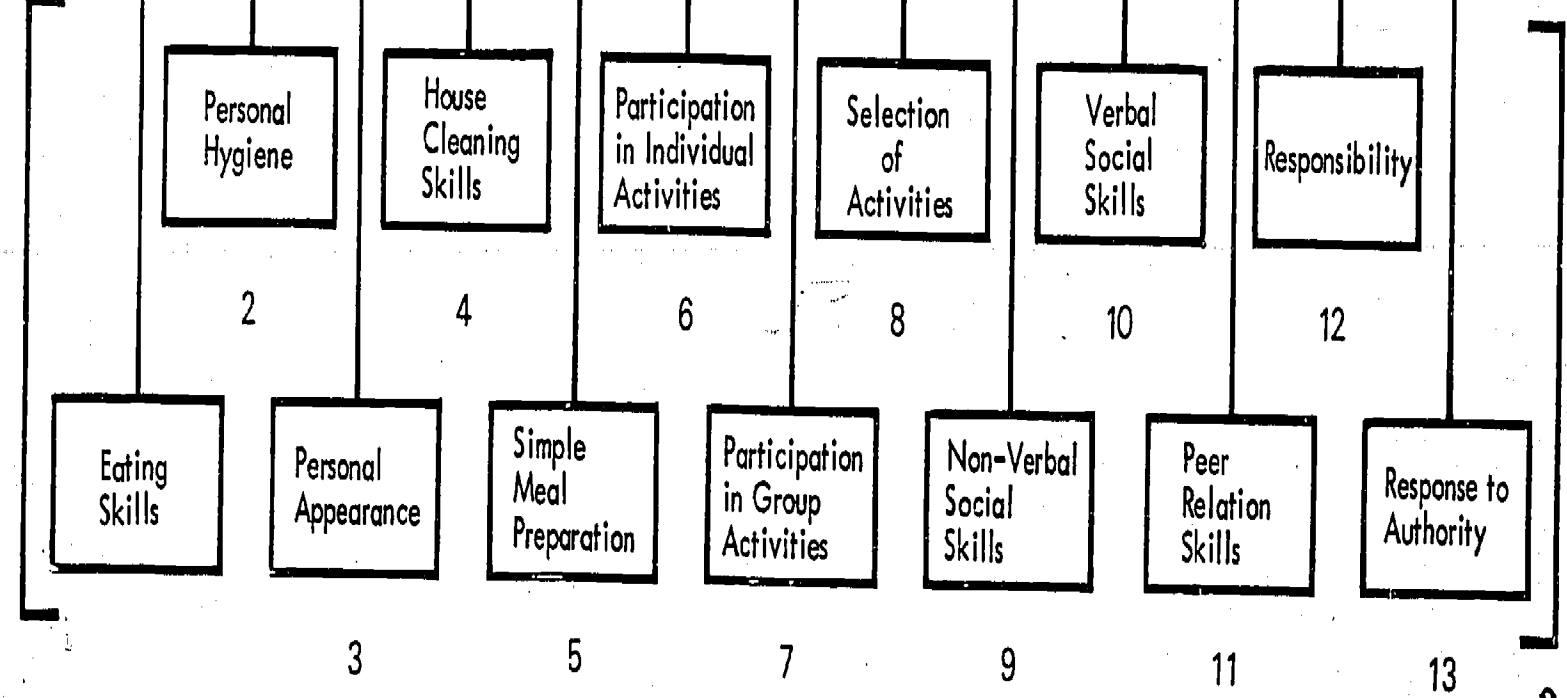 Personal
Hygiene
House
Cleaning
Skills
Participation
in Individual
Activities
Selection
of
Activities
Verbal
Social
Skills
Responsibility
2
4
6
8
10
12
Eating
Skills
Personal
Appearance
Simple
Meal
Preparation
Participation
in Group
Activities
Non-Verbal
Social
Skills
Peer
Relation
Skills
Response to
Authority
3
5
7
9
11
13